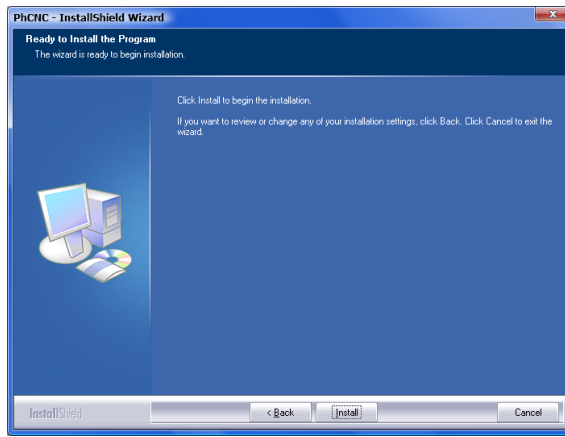 PhCNC - InstallShield Wizard
Ready to Install the Program
The wizard is ready to begin installation.
Click Install to begin the installation.
If you want to review or change any of your installation settings, click Back. Click Cancel to exit the
wizard.
InstallShield
< Back Install Cancel